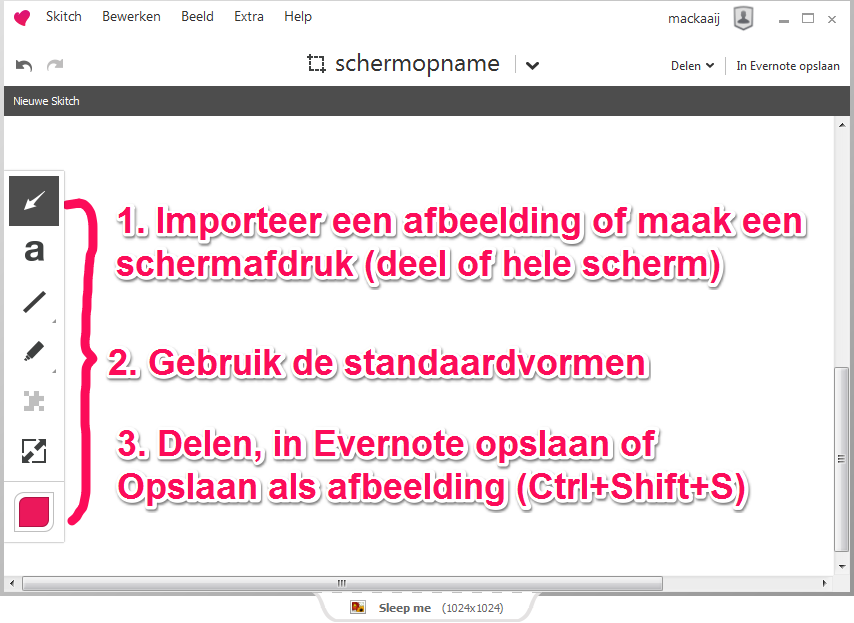 Skitch Bewerken Beeld Extra Help mackaaij
schermopname Delen In Evernote opslaan
Nieuwe Skitch
1. Importeer een afbeelding of maak een
schermafdruk (deel of hele scherm)
a
2. Gebruik de standaardvormen
3. Delen, in Evernote opslaan of
Opslaan als afbeelding (Ctrl+Shift+S)
Sleep me (1024x1024)